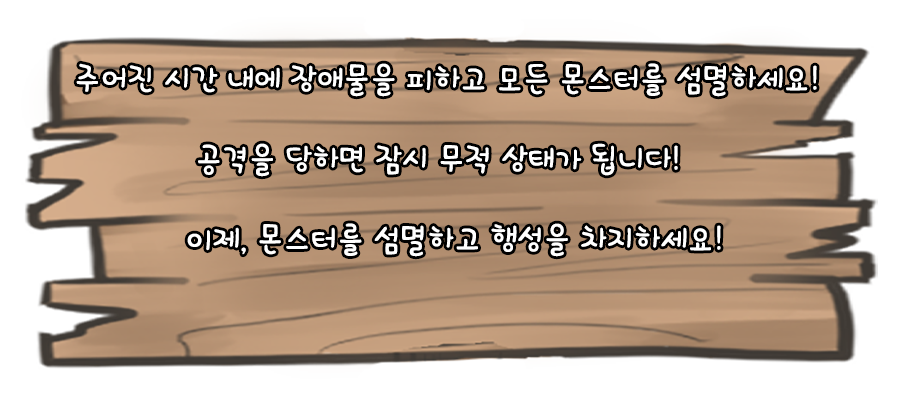 주어진 시간 내에 장애물을 피하고 모든 몬스터를 섬멸하세요!
공격을 당하면 잠시 무적 상태가 됩니다!
이제, 몬스터를 섬멸하고 행성을 차지하세요!